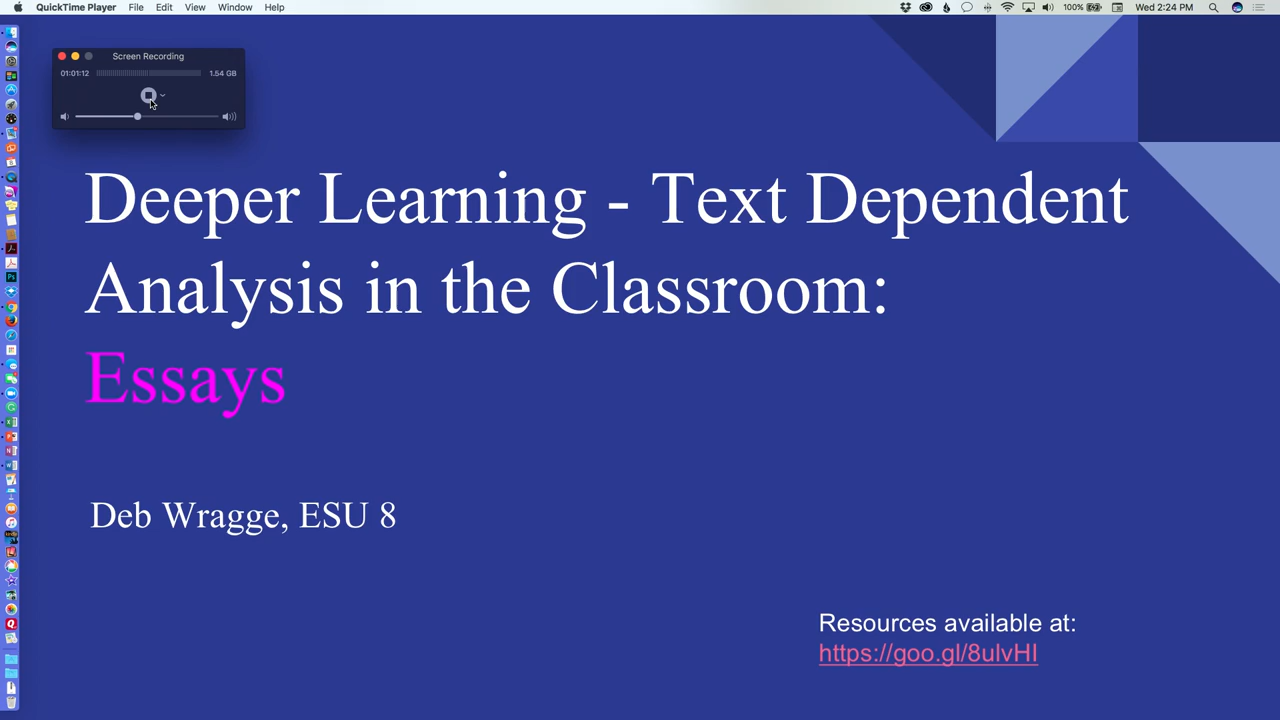 QuickTime Player File Edit View Window Help 100% Wed 2:24 PM
Screen Recording
01:01:12 1.54 GB
Deeper Learning - Text Dependent
Analysis in the Classroom:
Essays
Deb Wragge, ESU 8
Resources available at:
https://goo.gl/8ulvHI